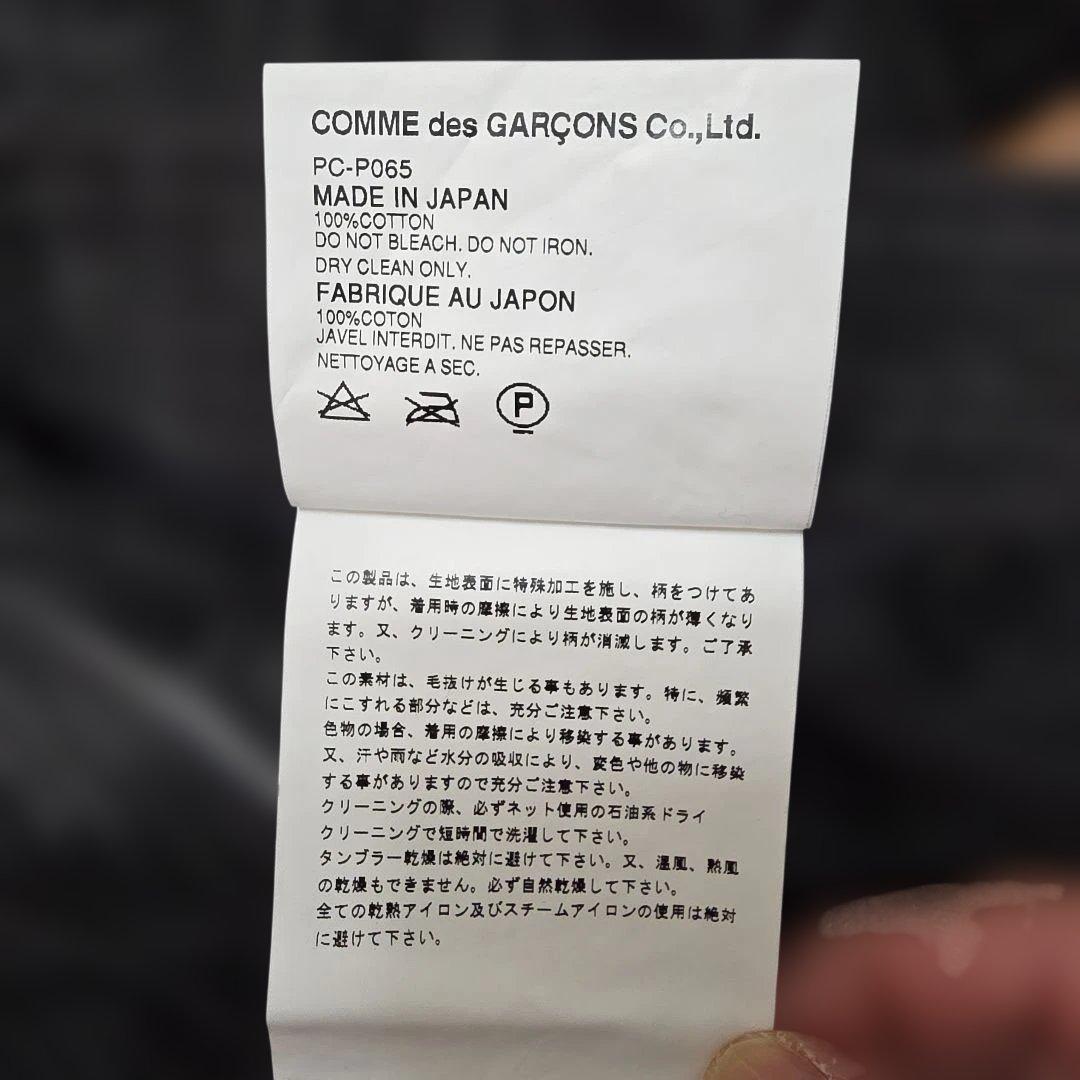 COMME des GARÇONS Co.,Ltd.
PC-P065
MADE IN JAPAN
100%COTTON
DO NOT BLEACH. DO NOT IRON.
DRY CLEAN ONLY.
FABRIQUE AU JAPON
100%COTON
JAVEL INTERDIT. NE PAS REPASSER.
NETTOYAGE A SEC.
P
この製品は、生地表面に特殊加工を施し、柄をつけてあ
りますが、着用時の摩擦により生地表面の柄が薄くなり
ます。又、クリーニングにより柄が消滅します。ご了承
下さい。
この素材は、毛抜けが生じる事もあります。特に、頻繁
にこすれる部分などは、充分ご注意下さい。
色物の場合、着用の摩擦により移染する事があります。
又、汗や雨など水分の吸収により、変色や他の物に移染
する事がありますので充分ご注意下さい。
クリーニングの際、必ずネット使用の石油系ドライ
クリーニングで短時間で洗濯して下さい。
タンブラー乾燥は絶対に避けて下さい。又、温風、熱風
の乾燥もできません。必ず自然乾燥して下さい。
全ての乾熱アイロン及びスチームアイロンの使用は絶対
に避けて下さい。